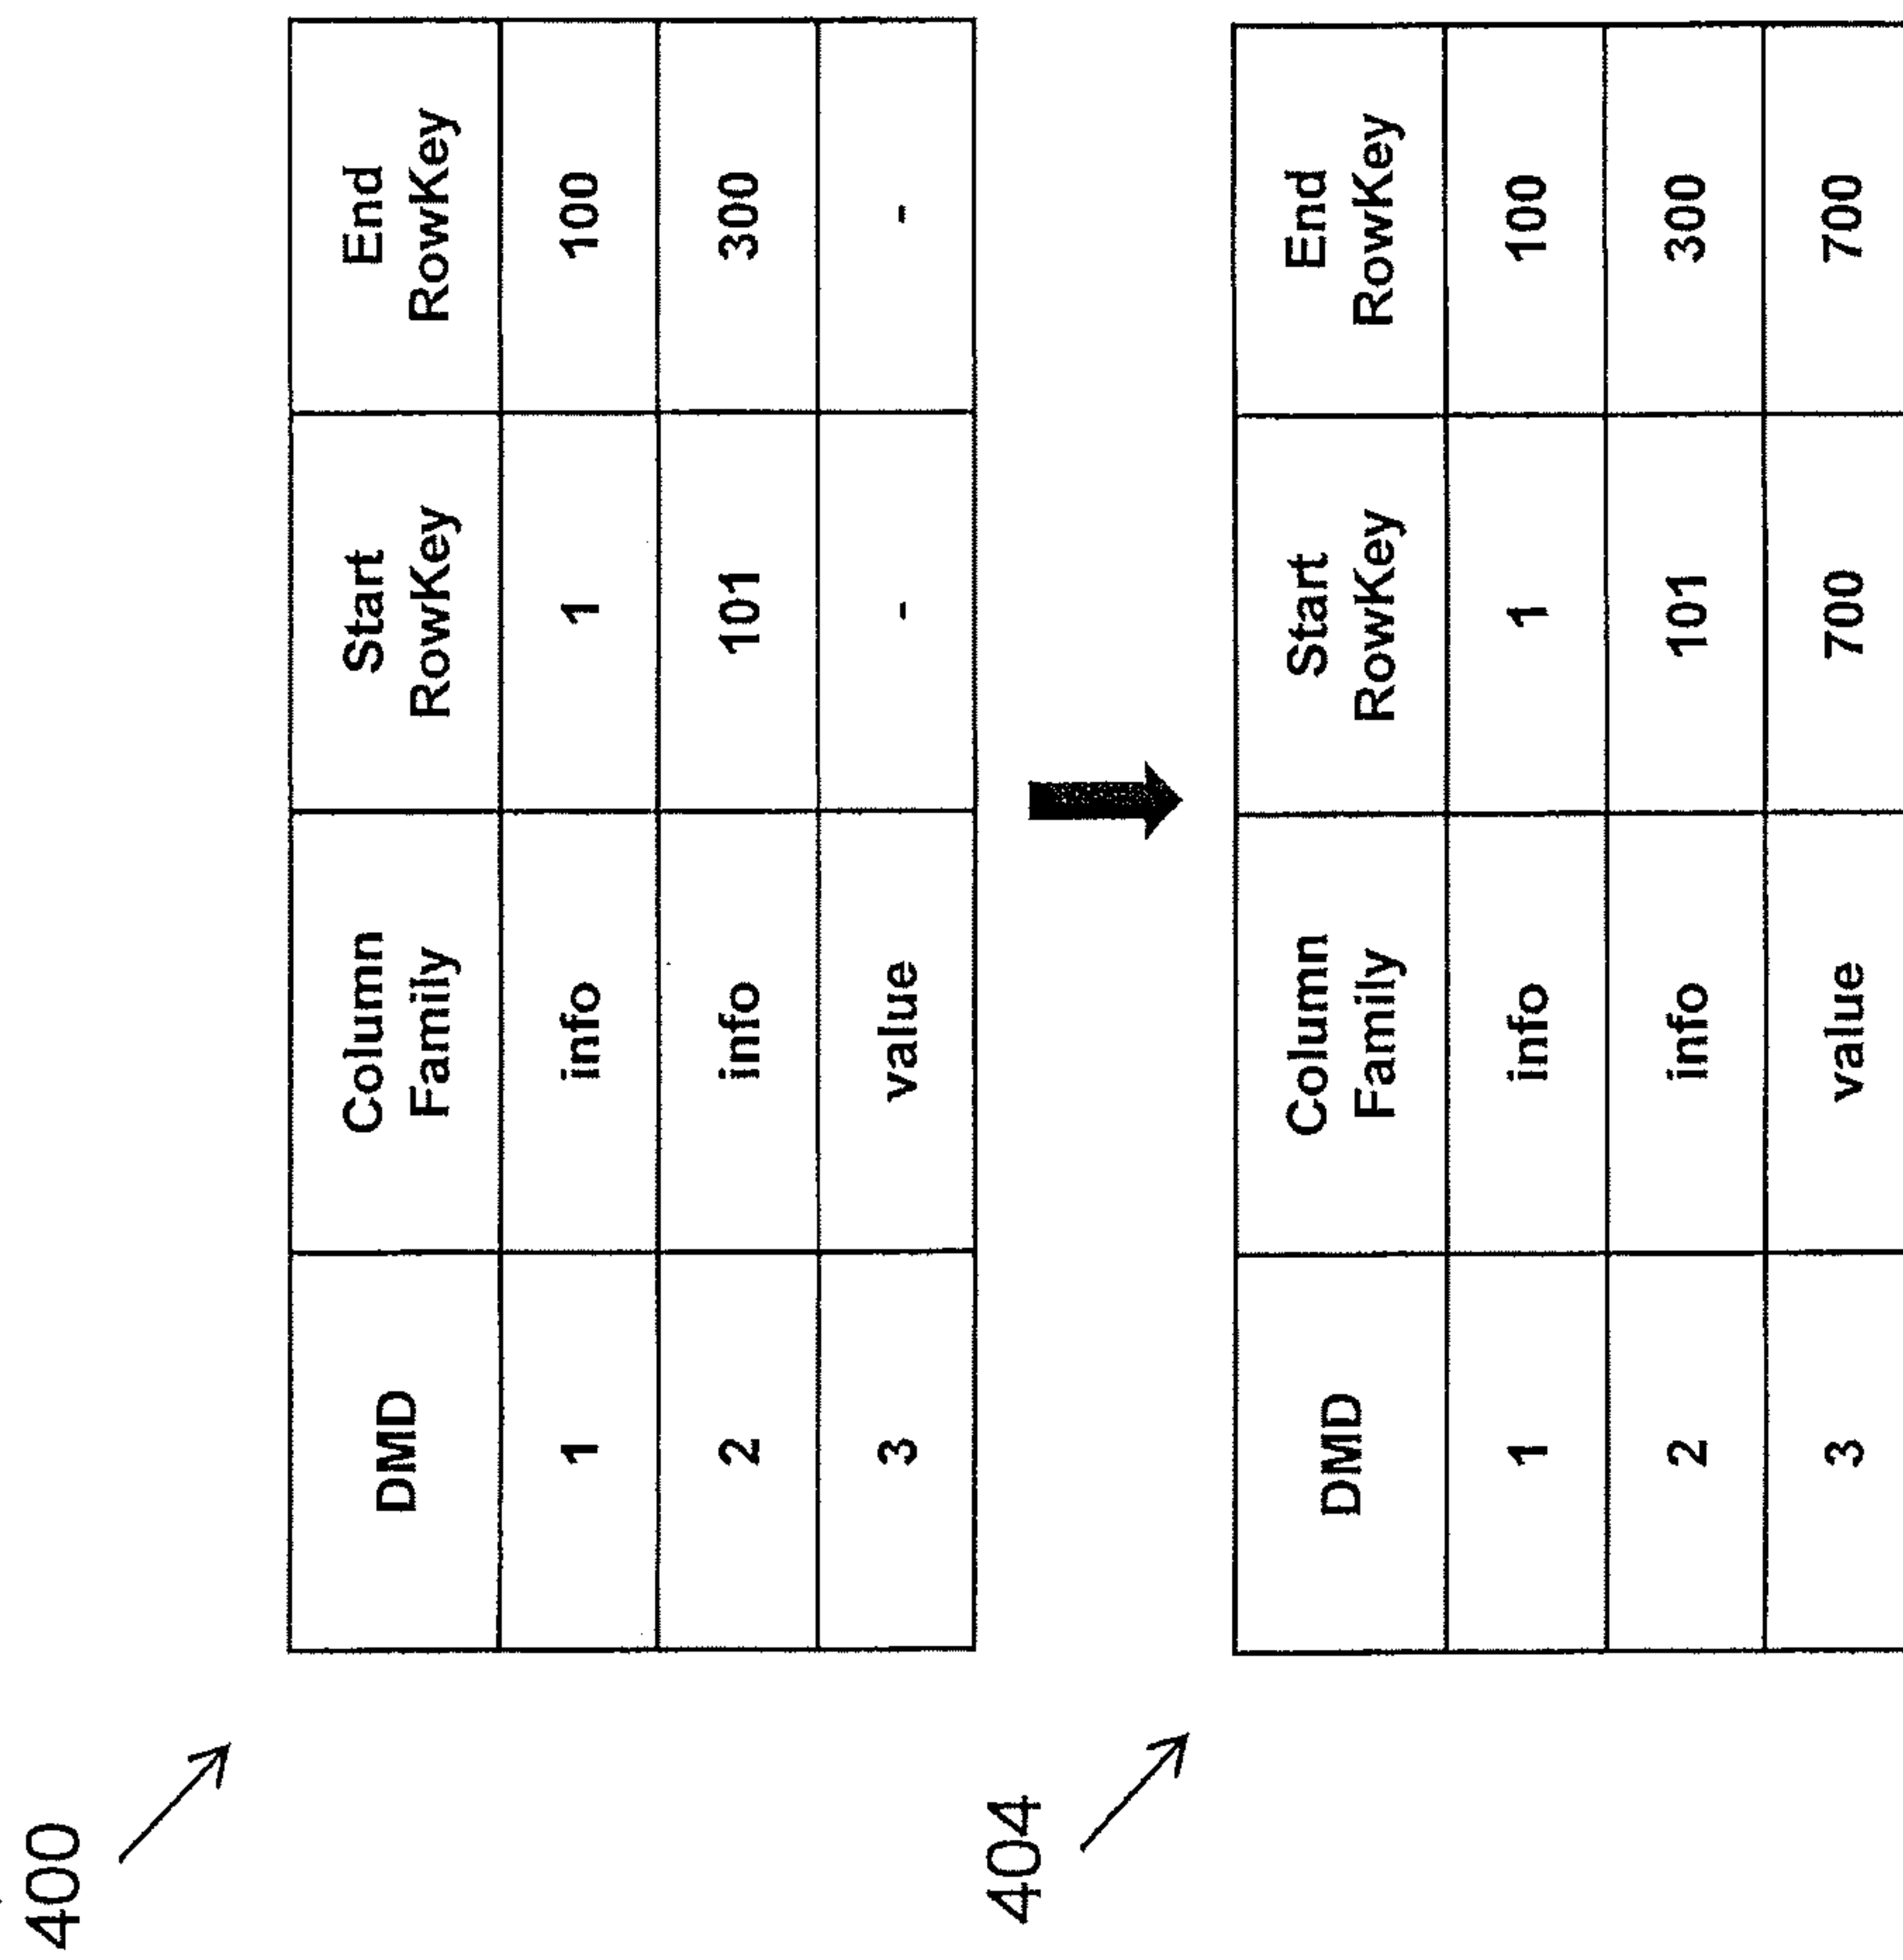 400
DMD Column Family Start RowKey End RowKey
1 info 1 100
2 info 101 300
3 value - -
404
DMD Column Family Start RowKey End RowKey
1 info 1 100
2 info 101 300
3 value 700 700